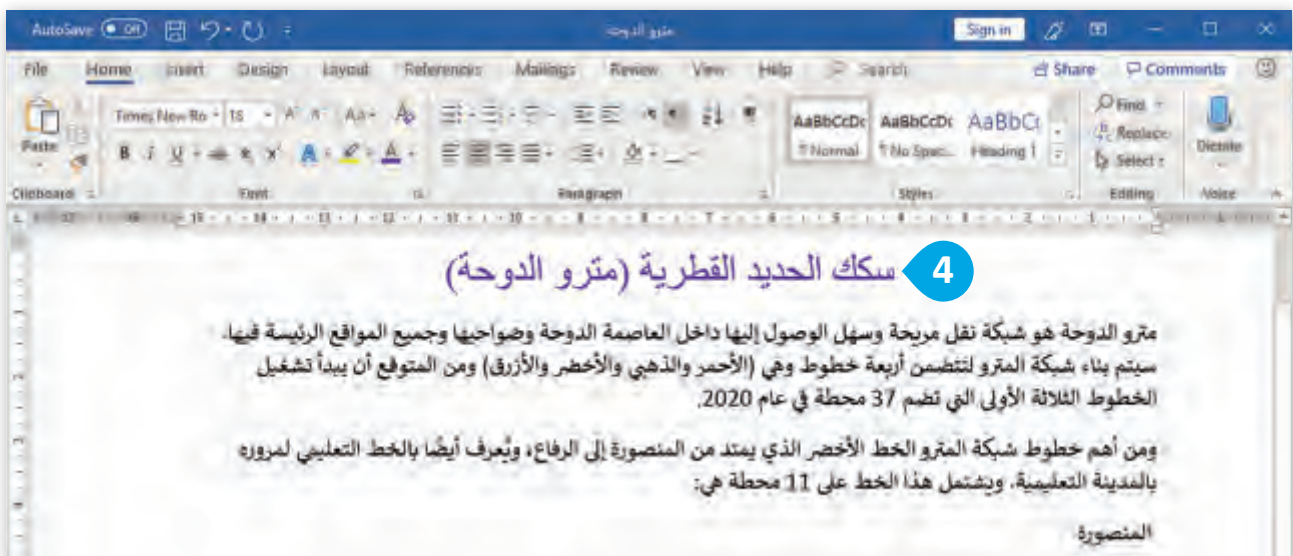 AutoSave Off مترو الدوحة Sign in
File Home Insert Design Layout References Mailings Review View Help Search Share Comments
Paste Times New Ro 18 AaBbCcDc AaBbCcDc AaBbCc Find Replace Select Dictate
Normal No Spac... Heading 1
Clipboard Font Paragraph Styles Editing Voice
4 سكك الحديد القطرية (مترو الدوحة)
مترو الدوحة هو شبكة نقل مريحة وسهل الوصول إليها داخل العاصمة الدوحة وضواحيها وجميع المواقع الرئيسة فيها.
سيتم بناء شبكة المترو لتتضمن أربعة خطوط وهي (الأحمر والذهبي والأخضر والأزرق) ومن المتوقع أن يبدأ تشغيل
الخطوط الثلاثة الأولى التي تضم 37 محطة في عام 2020.
ومن أهم خطوط شبكة المترو الخط الأخضر الذي يمتد من المنصورة إلى الرفاع، ويُعرف أيضًا بالخط التعليمي لمروره
بالمدينة التعليمية. ويشتمل هذا الخط على 11 محطة هي:
المنصورة